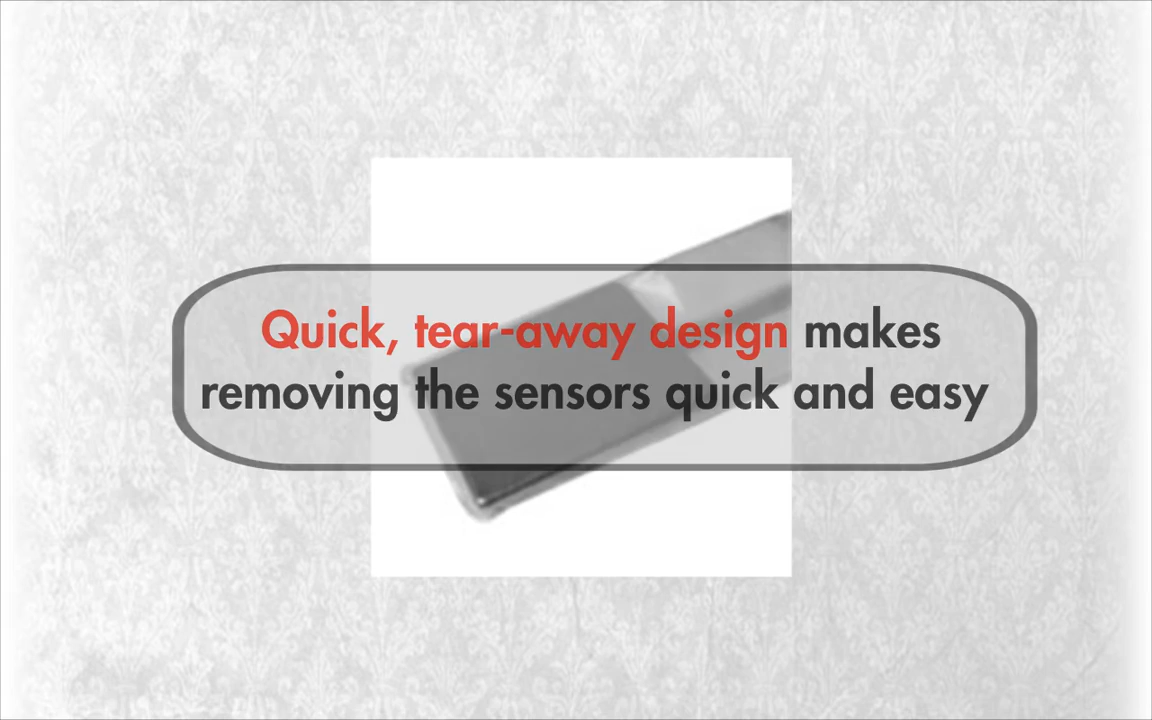 Quick, tear-away design makes
removing the sensors quick and easy